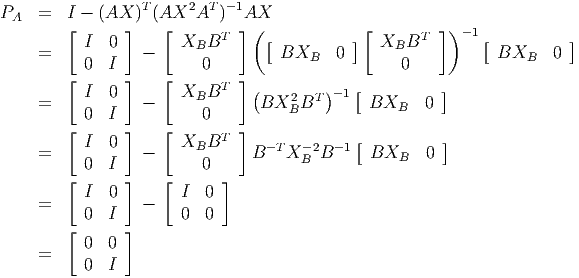 P_A = I − (AX)^T (AX^2 A^T)^{−1} AX
= [ I 0 ; 0 I ] − [ X_B B^T ; 0 ] ( [ BX_B 0 ] [ X_B B^T ; 0 ] )^{−1} [ BX_B 0 ]
= [ I 0 ; 0 I ] − [ X_B B^T ; 0 ] (BX_B^2 B^T)^{−1} [ BX_B 0 ]
= [ I 0 ; 0 I ] − [ X_B B^T ; 0 ] B^{−T} X_B^{−2} B^{−1} [ BX_B 0 ]
= [ I 0 ; 0 I ] − [ I 0 ; 0 0 ]
= [ 0 0 ; 0 I ]